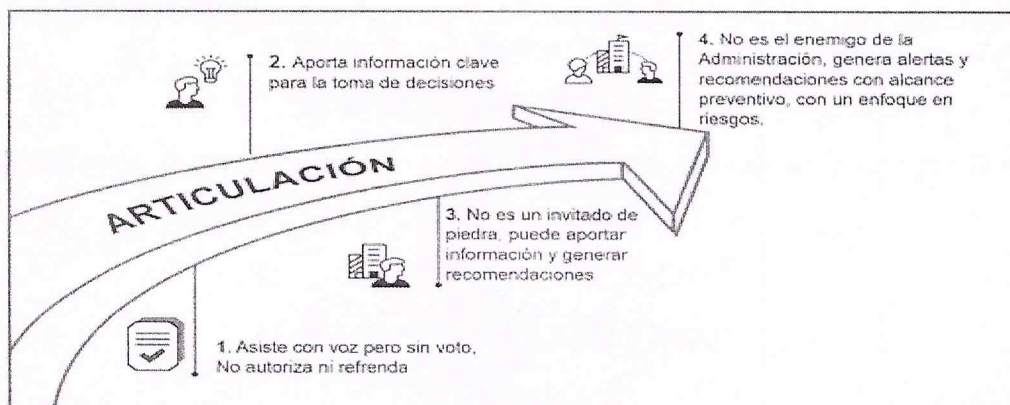 2. Aporta información clave
para la toma de decisiones
4. No es el enemigo de la
Administración, genera alertas y
recomendaciones con alcance
preventivo, con un enfoque en
riesgos.
ARTICULACIÓN
3. No es un invitado de
piedra, puede aportar
información y generar
recomendaciones
1. Asiste con voz pero sin voto,
No autoriza ni refrenda